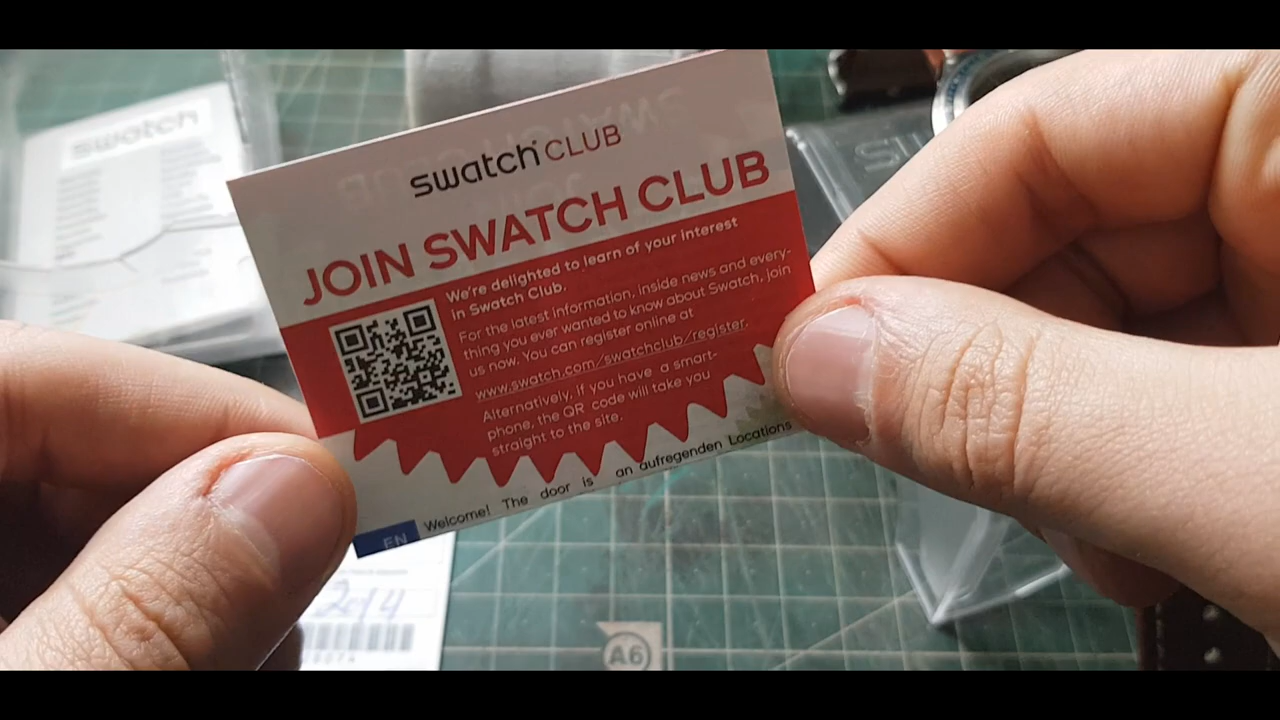 swatch CLUB
JOIN SWATCH CLUB
We're delighted to learn of your interest
in Swatch Club.
For the latest information, inside news and every-
thing you ever wanted to know about Swatch, join
us now. You can register online at
www.swatch.com/swatchclub/register.
Alternatively, if you have a smart-
phone, the QR code will take you
straight to the site.
Welcome! The door is an aufregenden Locations
EN
swatch
A6